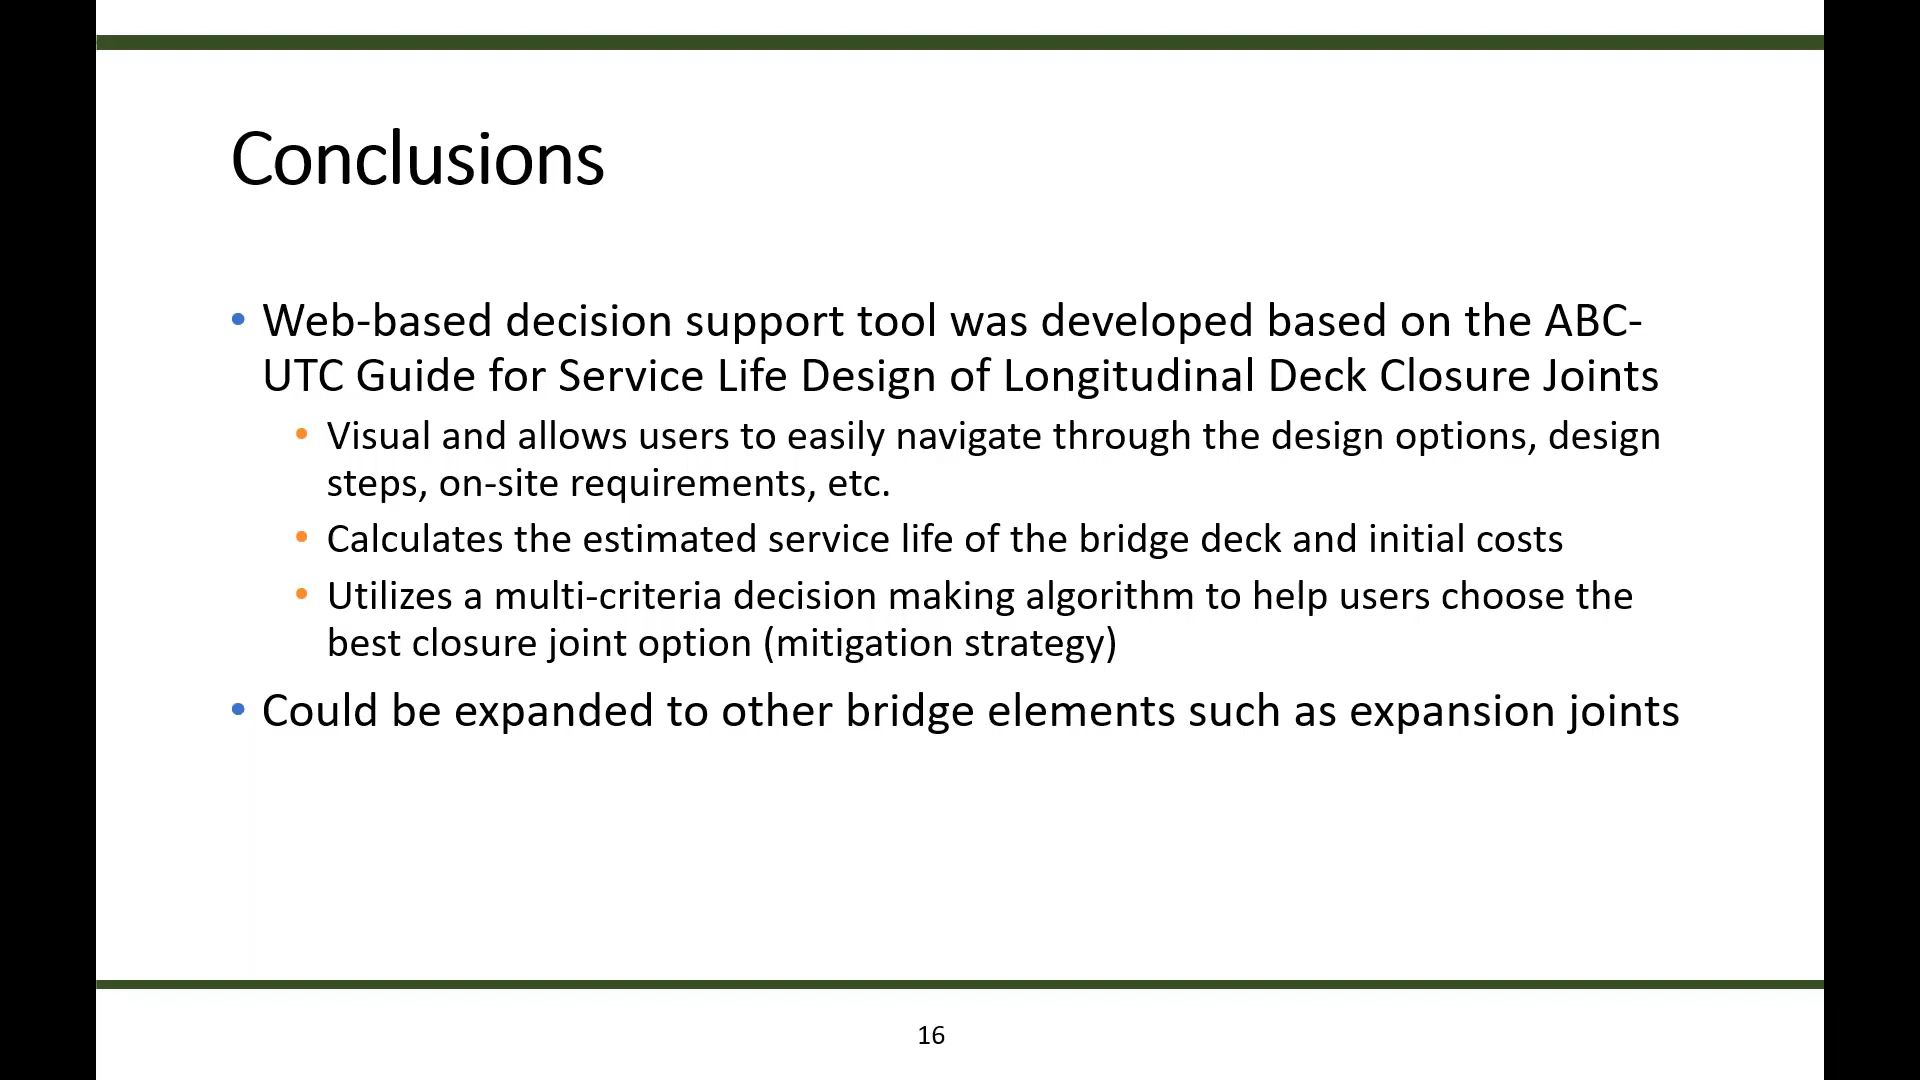 Conclusions
• Web-based decision support tool was developed based on the ABC-
UTC Guide for Service Life Design of Longitudinal Deck Closure Joints
• Visual and allows users to easily navigate through the design options, design
steps, on-site requirements, etc.
• Calculates the estimated service life of the bridge deck and initial costs
• Utilizes a multi-criteria decision making algorithm to help users choose the
best closure joint option (mitigation strategy)
• Could be expanded to other bridge elements such as expansion joints
16